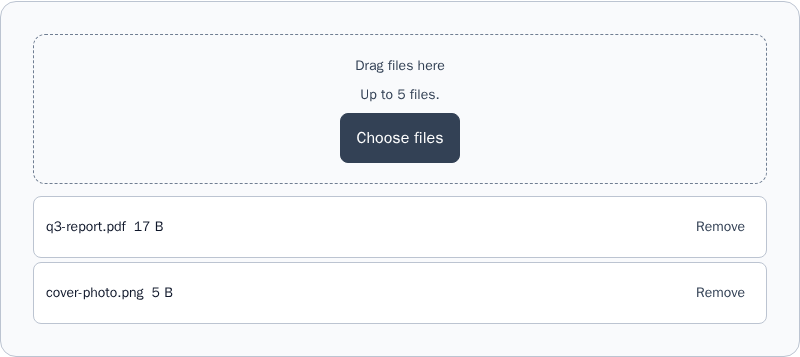 Drag files here
Up to 5 files.
Choose files
q3-report.pdf 17 B Remove
cover-photo.png 5 B Remove